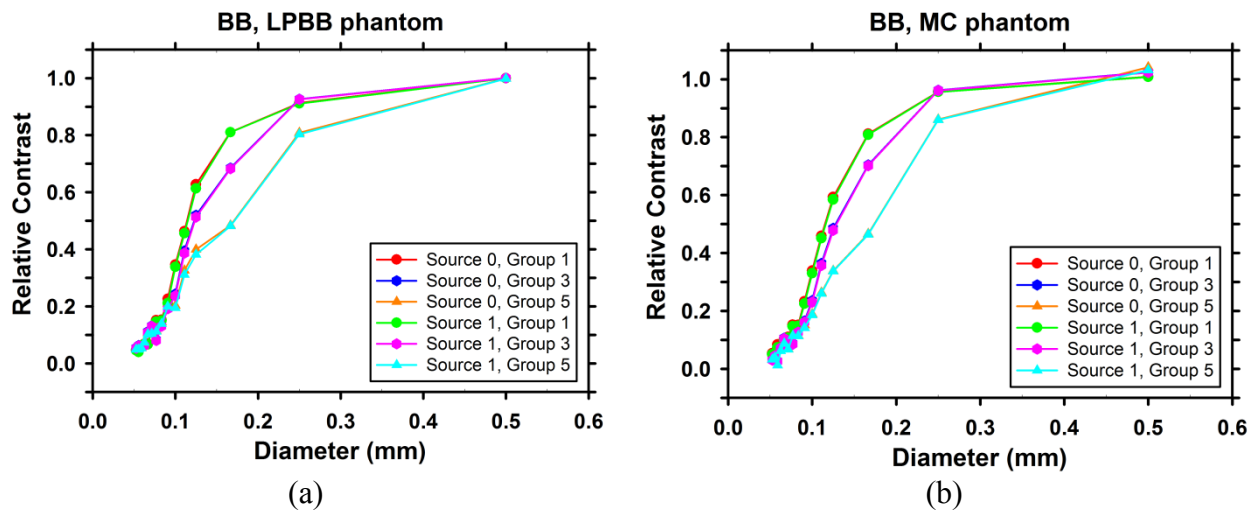 BB, LPBB phantom
Relative Contrast
1.0
0.8
0.6
0.4
0.2
0.0
Source 0, Group 1
Source 0, Group 3
Source 0, Group 5
Source 1, Group 1
Source 1, Group 3
Source 1, Group 5
0.0 0.1 0.2 0.3 0.4 0.5 0.6
Diameter (mm)
(a)
BB, MC phantom
Relative Contrast
1.0
0.8
0.6
0.4
0.2
0.0
Source 0, Group 1
Source 0, Group 3
Source 0, Group 5
Source 1, Group 1
Source 1, Group 3
Source 1, Group 5
0.0 0.1 0.2 0.3 0.4 0.5 0.6
Diameter (mm)
(b)